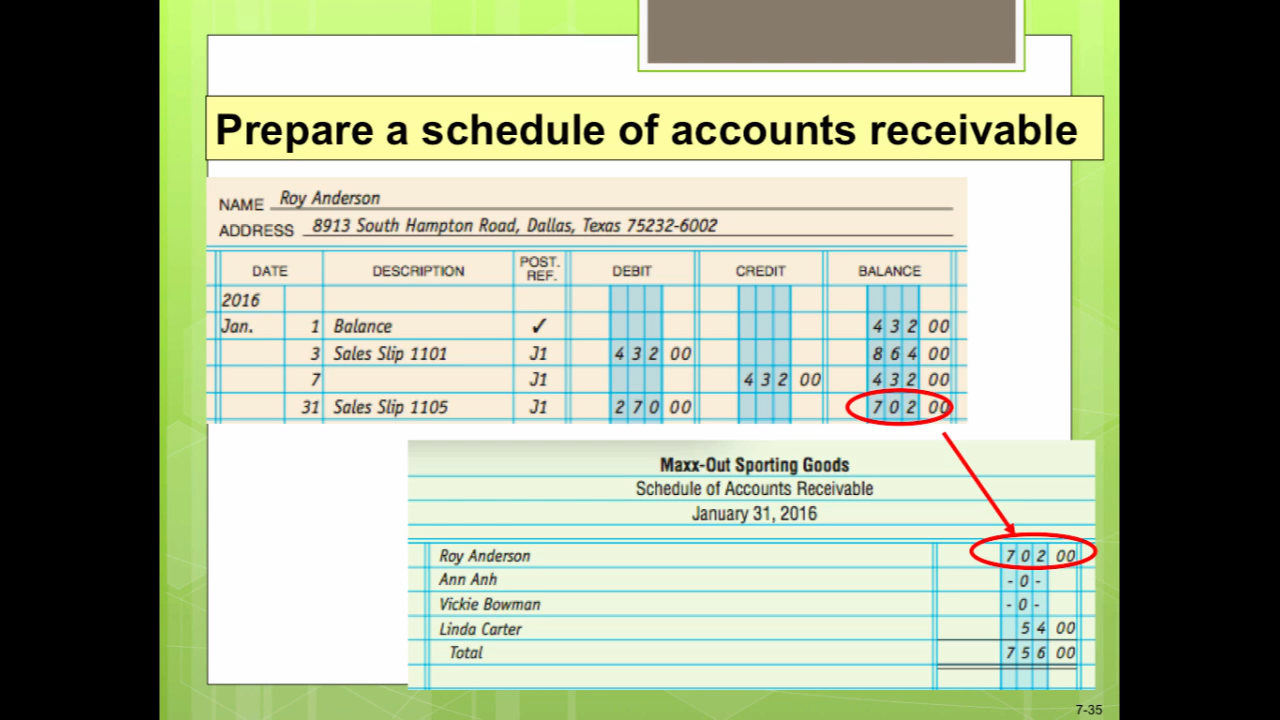 Prepare a schedule of accounts receivable
NAME Roy Anderson
ADDRESS 8913 South Hampton Road, Dallas, Texas 75232-6002
DATE DESCRIPTION POST. REF. DEBIT CREDIT BALANCE
2016
Jan. 1 Balance ✓ 432 00
3 Sales Slip 1101 J1 432 00 864 00
7 J1 432 00 432 00
31 Sales Slip 1105 J1 270 00 702 00
Maxx-Out Sporting Goods
Schedule of Accounts Receivable
January 31, 2016
Roy Anderson 702 00
Ann Anh -0-
Vickie Bowman -0-
Linda Carter 54 00
Total 756 00
7-35